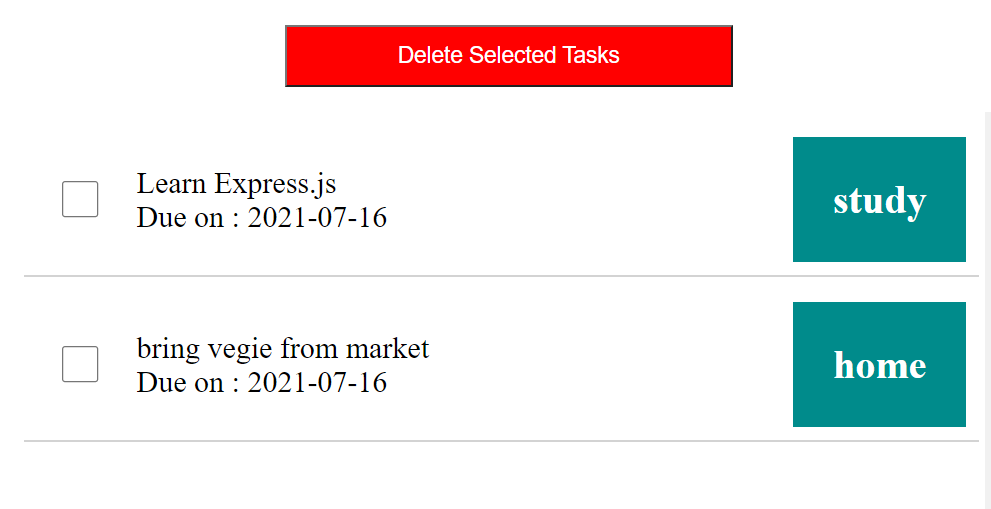 Delete Selected Tasks
Learn Express.js
Due on : 2021-07-16
study
bring vegie from market
Due on : 2021-07-16
home